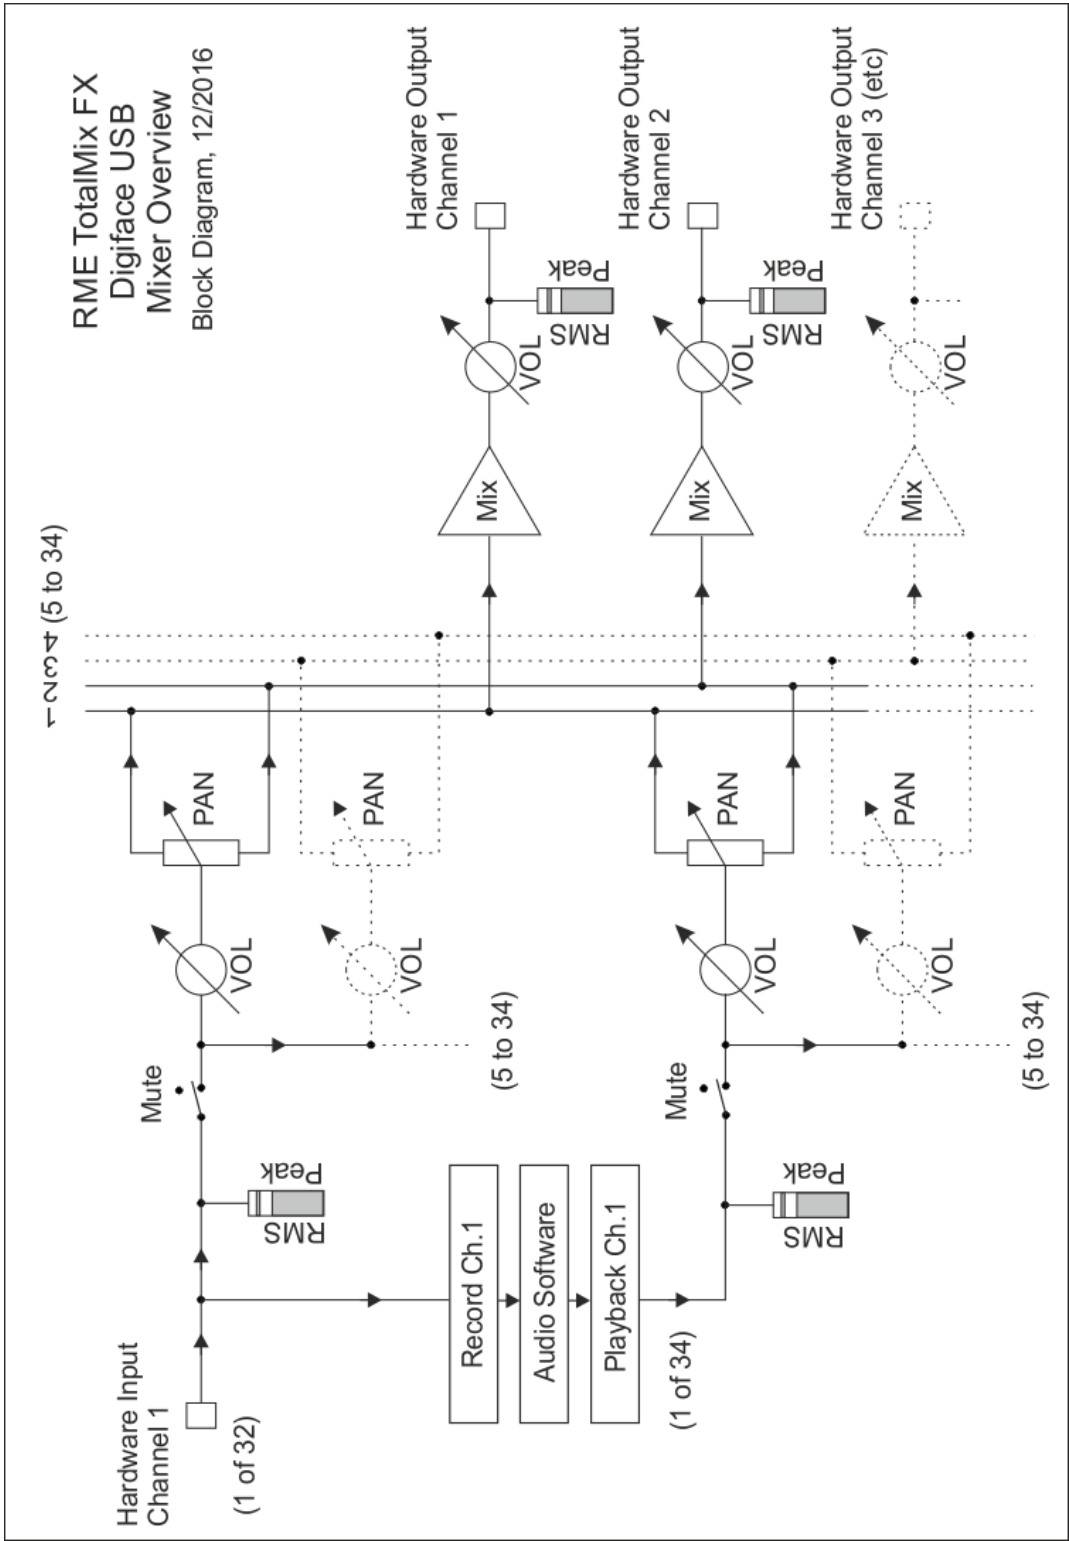 RME TotalMix FX
Digiface USB
Mixer Overview
Block Diagram, 12/2016
Hardware Input
Channel 1
(1 of 32)
RMS
Peak
Mute
VOL
PAN
VOL
PAN
(5 to 34)
1 2 3 4 (5 to 34)
Mix
VOL
RMS
Peak
Hardware Output
Channel 1
Record Ch.1
Audio Software
Playback Ch.1
(1 of 34)
RMS
Peak
Mute
VOL
PAN
VOL
PAN
(5 to 34)
Mix
VOL
RMS
Peak
Hardware Output
Channel 2
Mix
VOL
Hardware Output
Channel 3 (etc)